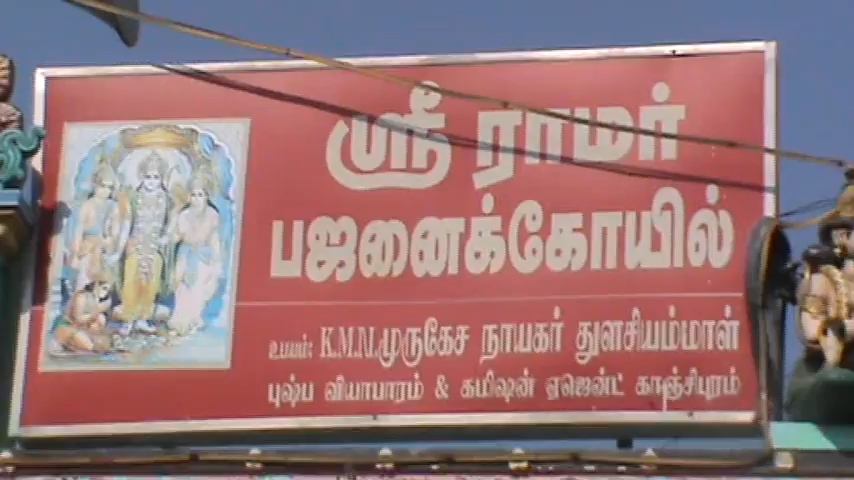 ஸ்ரீ ராமர்
பஜனைக்கோயில்
உபயம்: K.M.N.முருகேச நாயகர் துளசியம்மாள்
புஷ்ப வியாபாரம் & கமிஷன் ஏஜென்ட் காஞ்சிபுரம்